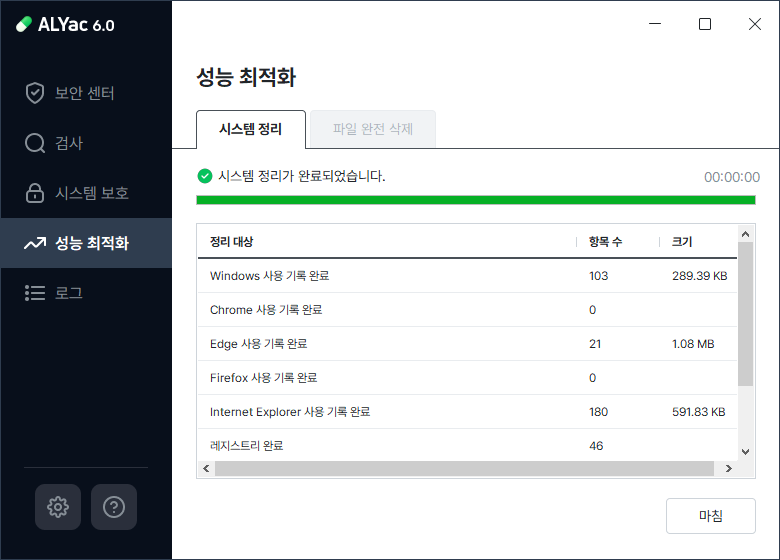 ALYac 6.0
보안 센터
검사
시스템 보호
성능 최적화
로그
성능 최적화
시스템 정리
파일 완전 삭제
시스템 정리가 완료되었습니다.
00:00:00
정리 대상 항목 수 크기
Windows 사용 기록 완료 103 289.39 KB
Chrome 사용 기록 완료 0
Edge 사용 기록 완료 21 1.08 MB
Firefox 사용 기록 완료 0
Internet Explorer 사용 기록 완료 180 591.83 KB
레지스트리 완료 46
마침